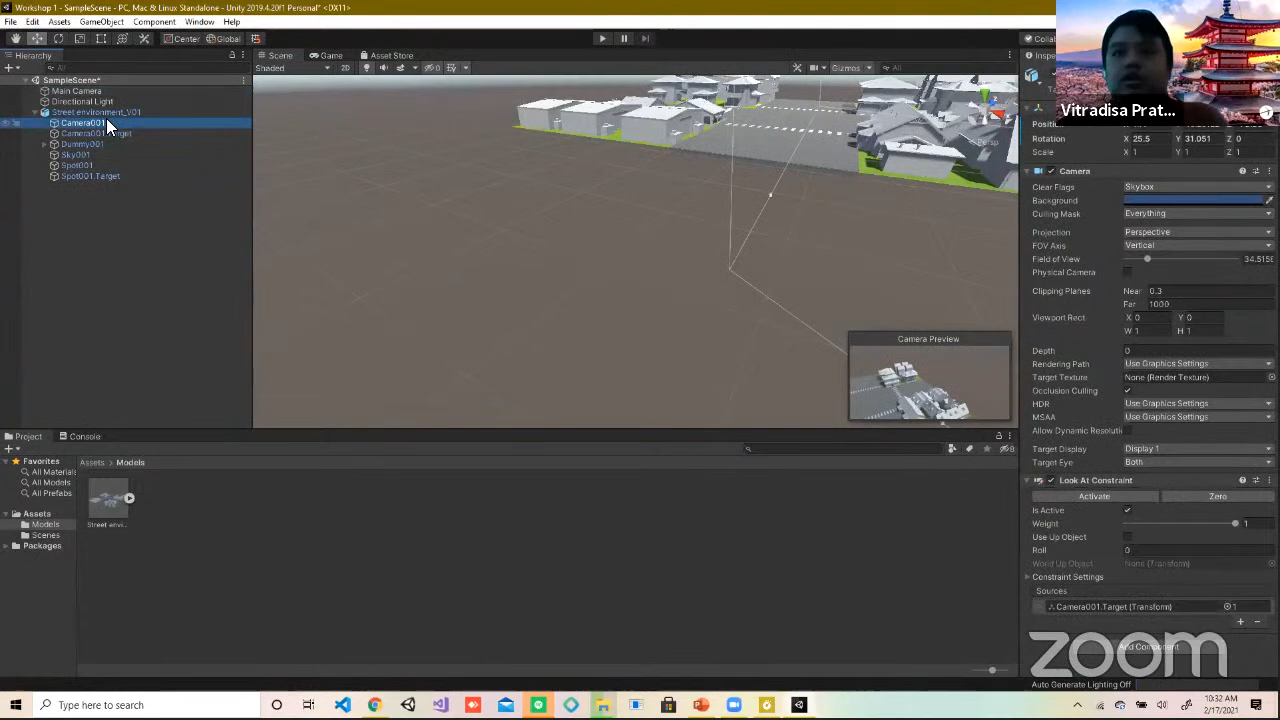 Workshop 1 - SampleScene - PC, Mac & Linux Standalone - Unity 2019.4.20f1 Personal* <DX11>
File Edit Assets GameObject Component Window Help
Center Global
Hierarchy
All
SampleScene*
Main Camera
Directional Light
Street environment_V01
Camera001
Camera001.Target
Dummy001
Sky001
Spot001
Spot001.Target
Scene Game Asset Store
Shaded 2D 0 Gizmos All
Persp
Camera Preview
Vitradisa Prat...
Position
Rotation X 25.5 Y 31.051 Z 0
Scale X 1 Y 1 Z 1
Camera
Clear Flags Skybox
Background
Culling Mask Everything
Projection Perspective
FOV Axis Vertical
Field of View 34.5158
Physical Camera
Clipping Planes Near 0.3
Far 1000
Viewport Rect X 0 Y 0
W 1 H 1
Depth 0
Rendering Path Use Graphics Settings
Target Texture None (Render Texture)
Occlusion Culling
HDR Use Graphics Settings
MSAA Use Graphics Settings
Allow Dynamic Resoluti
Target Display Display 1
Target Eye Both
Look At Constraint
Activate Zero
Is Active
Weight 1
Use Up Object
Roll 0
World Up Object None (Transform)
Constraint Settings
Sources
Camera001.Target (Transform) 1
Add Component
zoom
Auto Generate Lighting Off
Project Console
Favorites
All Materials
All Models
All Prefabs
Assets
Models
Scenes
Packages
Assets > Models
Street envi...
8
Type here to search
10:32 AM
2/17/2021